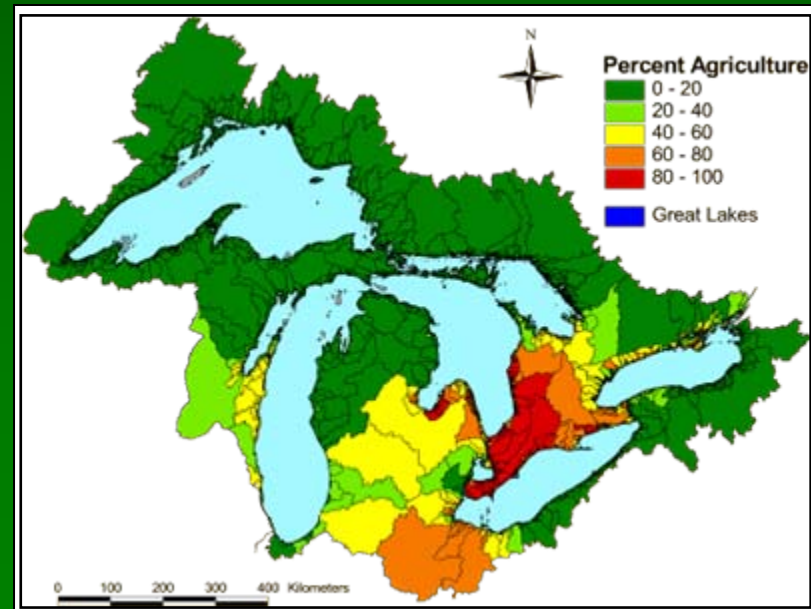 N
Percent Agriculture
0 - 20
20 - 40
40 - 60
60 - 80
80 - 100
Great Lakes
0 100 200 300 400 Kilometers